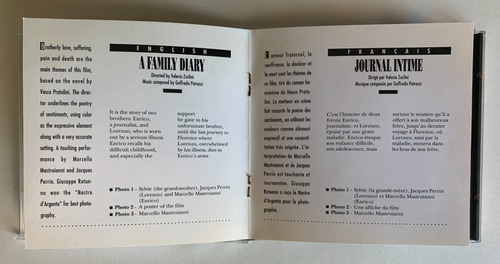 Brotherly love, suffering,
pain and death are the
main themes of this film,
based on the novel by
Vasco Pratolini. The direc-
tor underlines the poetry
of sentiments, using color
as the expressive element
along with a very accurate
setting. A touching perfor-
mance by Marcello
Mastroianni and Jacques
Perrin. Giuseppe Rotun-
no won the "Nastro
d'Argento" for best photo-
graphy.
ENGLISH
A FAMILY DIARY
Directed by Valerio Zurlini
Music composed by Goffredo Petrassi
It is the story of two
brothers: Enrico,
a journalist, and
Lorenzo, who is worn
out by a serious illness.
Enrico recalls his
difficult childhood,
and especially the
support
he gave to his
unfortunate brother,
until the last journey to
Florence where
Lorenzo, overwhelmed
by his illness, dies in
Enrico's arms.
■ Photo 1 - Sylvie (the grand-mother), Jacques Perrin
(Lorenzo) and Marcello Mastroianni
(Enrico)
■ Photo 2 - A poster of the film
■ Photo 3 - Marcello Mastroianni
L'amour fraternel, la
souffrance, la douleur et
la mort sont les thèmes de
ce film, tiré du roman ho-
monyme de Vasco Prato-
lini. Le metteur en scène
fait ressortir la poésie des
sentiments, en utilisant les
couleurs comme élément
expressif et une reconsti-
tution très soignée. L'in-
terprétation de Marcello
Mastroianni et de Jacques
Perrin est touchante et
tourmentée. Giuseppe
Rotunno a reçu le Nastro
d'Argento pour la photo-
graphie.
FRANÇAIS
JOURNAL INTIME
Dirigé par Valerio Zurlini
Musique composée par Goffredo Petrassi
C'est l'histoire de deux
frères: Enrico,
journaliste, et Lorenzo,
épuisé par une grave
maladie. Enrico évoque
son enfance difficile,
son adolescence, mais
surtout le soutien qu'il a
offert à son malheureux
frère, jusqu'au dernier
voyage à Florence, où
Lorenzo, saisi par la
maladie, mourra dans
les bras de son frère.
■ Photo 1 - Sylvie (la grande-mère), Jacques Perrin
(Lorenzo) et Marcello Mastroianni
(Enrico)
■ Photo 2 - Une affiche du film
■ Photo 3 - Marcello Mastroianni